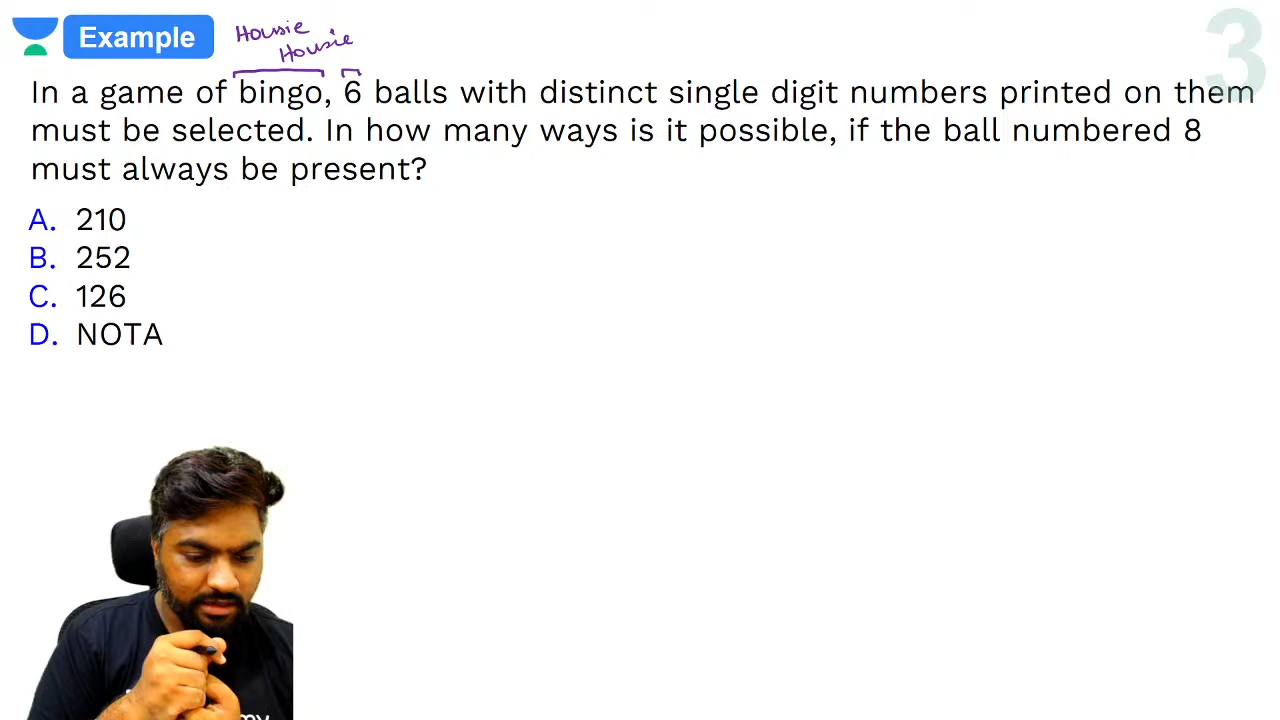 Example
Housie
Housie
3
In a game of bingo, 6 balls with distinct single digit numbers printed on them
must be selected. In how many ways is it possible, if the ball numbered 8
must always be present?
A. 210
B. 252
C. 126
D. NOTA